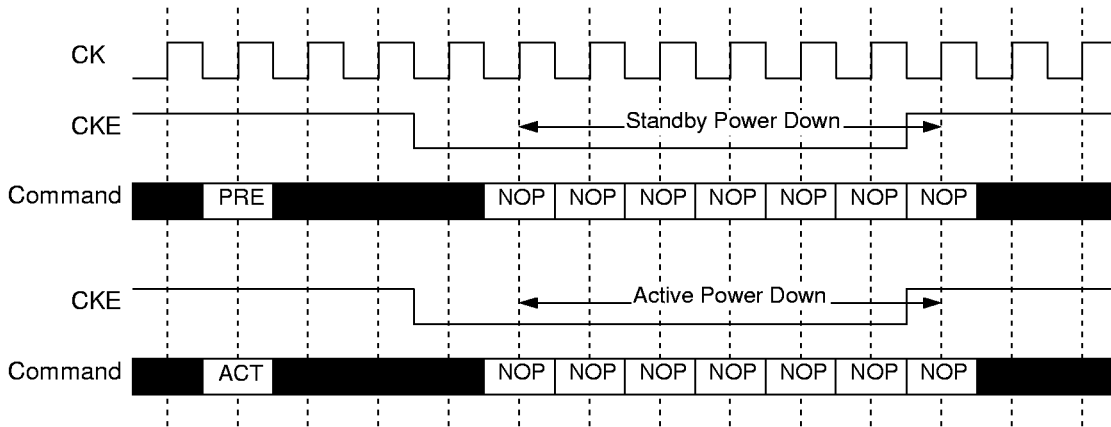 CK
CKE Standby Power Down
Command PRE NOP NOP NOP NOP NOP NOP NOP
CKE Active Power Down
Command ACT NOP NOP NOP NOP NOP NOP NOP